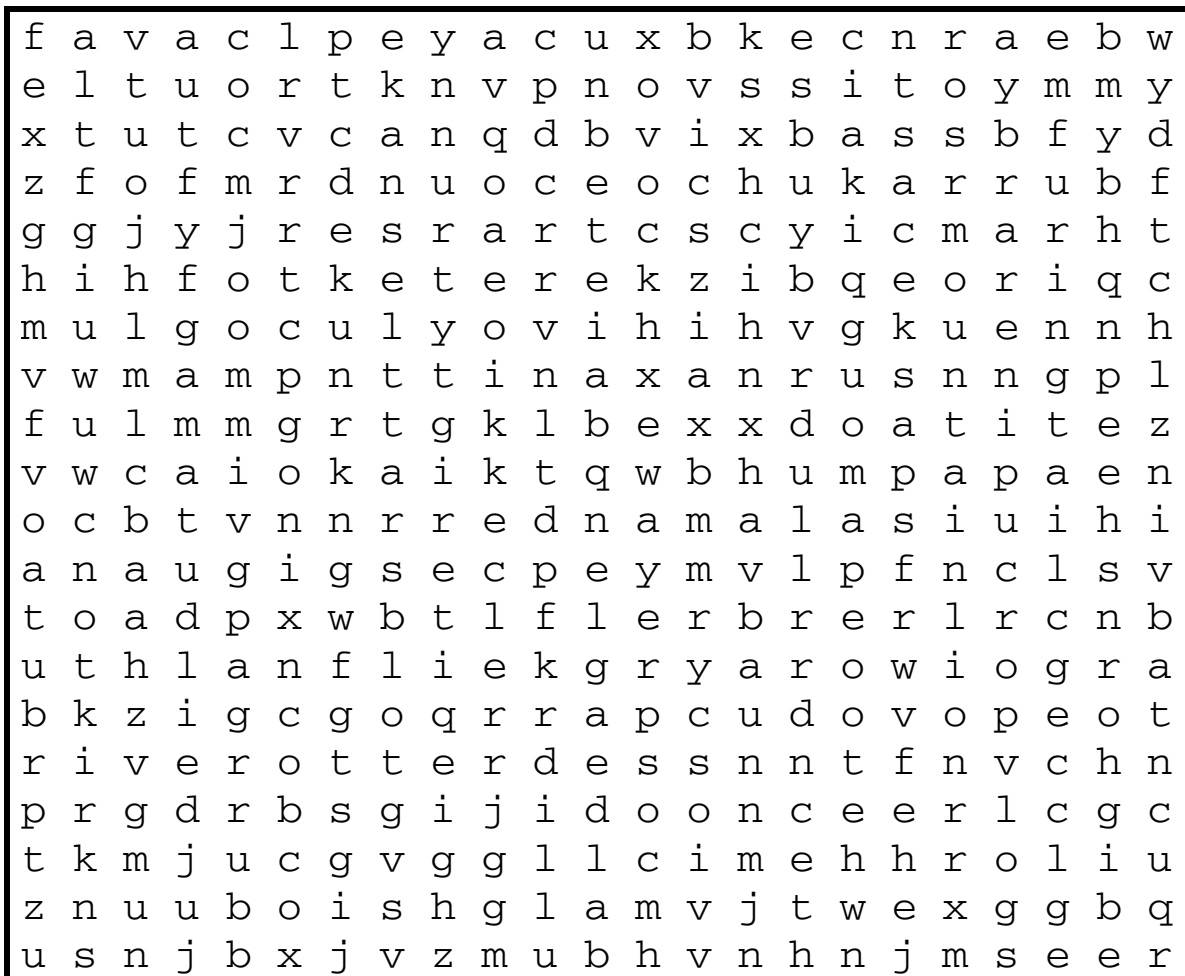 f a v a c l p e y a c u x b k e c n r a e b w
e l t u o r t k n v p n o v s s i t o y m m y
x t u t c v c a n q d b v i x b a s s b f y d
z f o f m r d n u o c e o c h u k a r r u b f
g g j y j r e s r a r t c s c y i c m a r h t
h i h f o t k e t e r e k z i b q e o r i q c
m u l g o c u l y o v i h i h v g k u e n n h
v w m a m p n t t i n a x a n r u s n n g p l
f u l m m g r t g k l b e x x d o a t i t e z
v w c a i o k a i k t q w b h u m p a p a e n
o c b t v n n r r e d n a m a l a s i u i h i
a n a u g i g s e c p e y m v l p f n c l s v
t o a d p x w b t l f l e r b r e r l r c n b
u t h l a n f l i e k g r y a r o w i o g r a
b k z i g c g o q r r a p c u d o v o p e o t
r i v e r o t t e r d e s s n n t f n v c h n
p r g d r b s g i j i d o o n c e e r l c g c
t k m j u c g v g g l l c i m e h h r o l i u
z n u u b o i s h g l a m v j t w e x g g b q
u s n j b x j v z m u b h v n h n j m s e e r